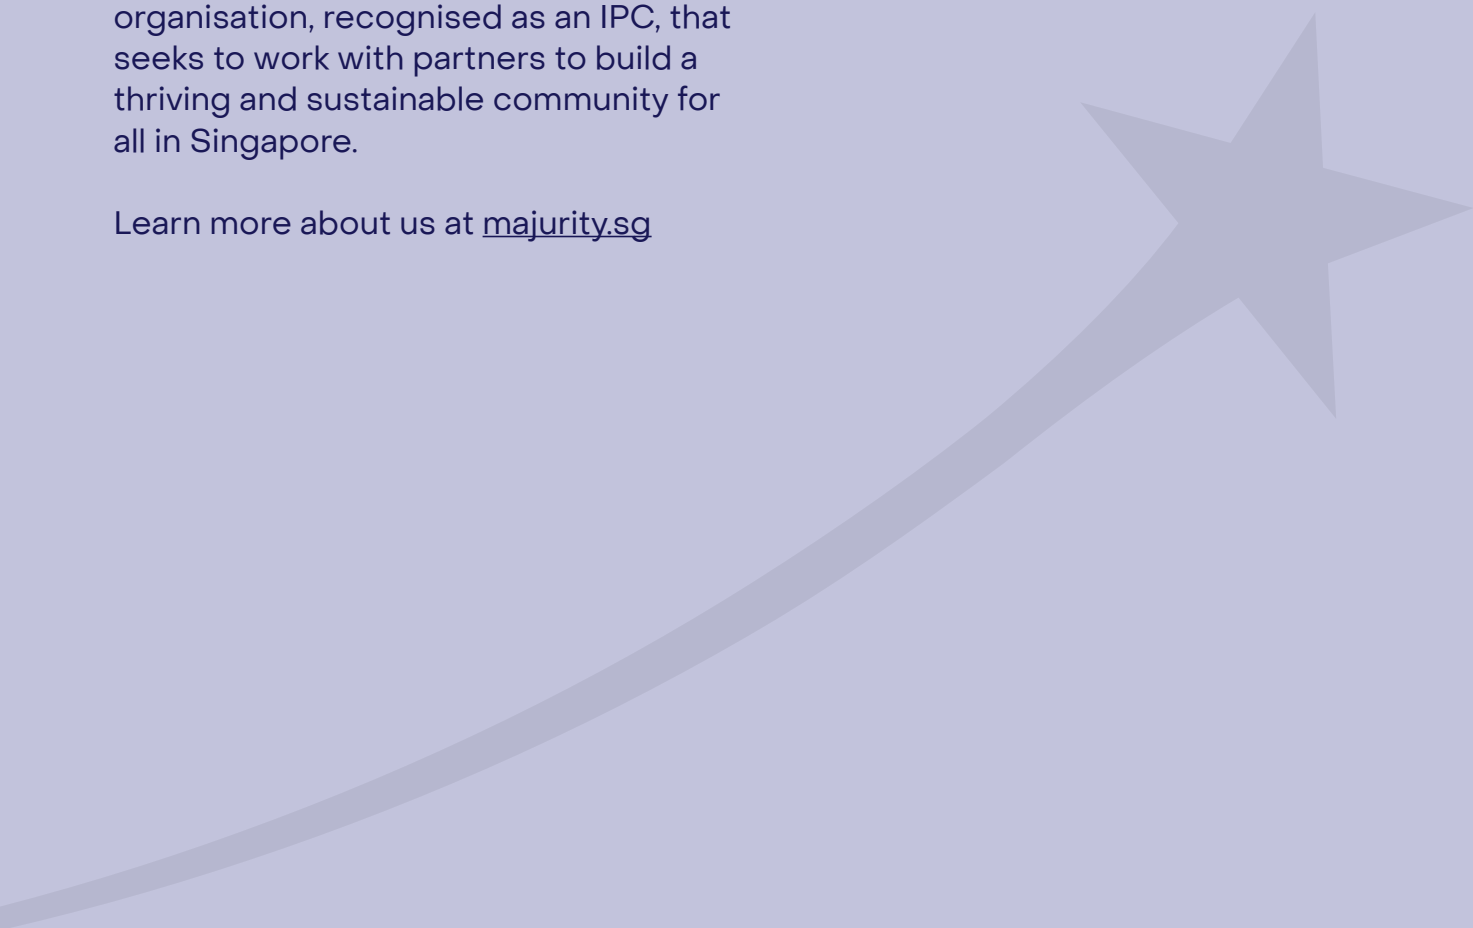 organisation, recognised as an IPC, that
seeks to work with partners to build a
thriving and sustainable community for
all in Singapore.
Learn more about us at majurity.sg